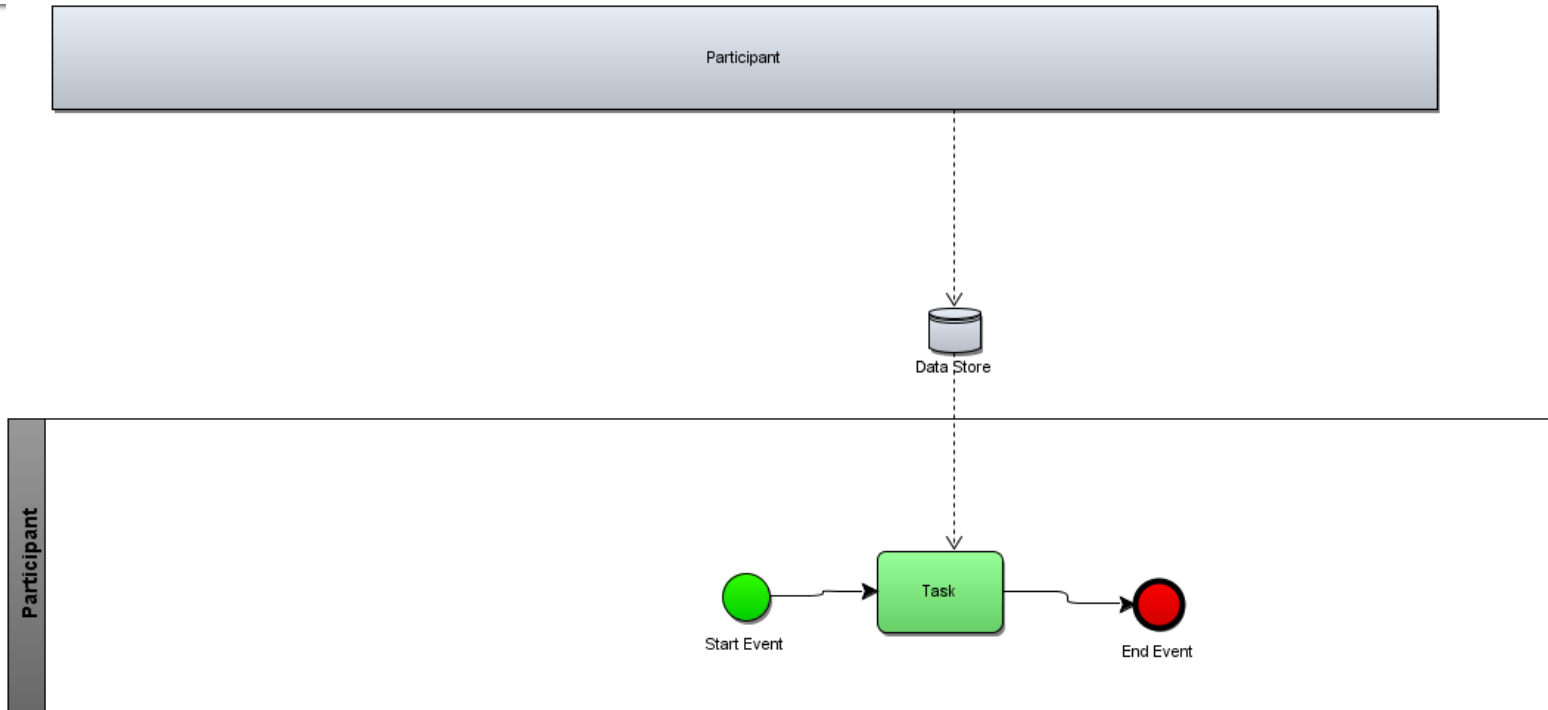 Participant
Data Store
Participant
Task
Start Event
End Event